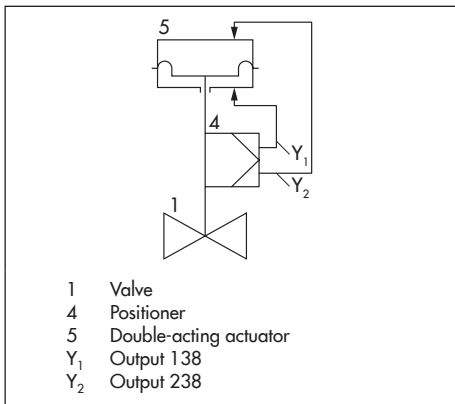 5
4
Y1
Y2
1
1 Valve
4 Positioner
5 Double-acting actuator
Y1 Output 138
Y2 Output 238